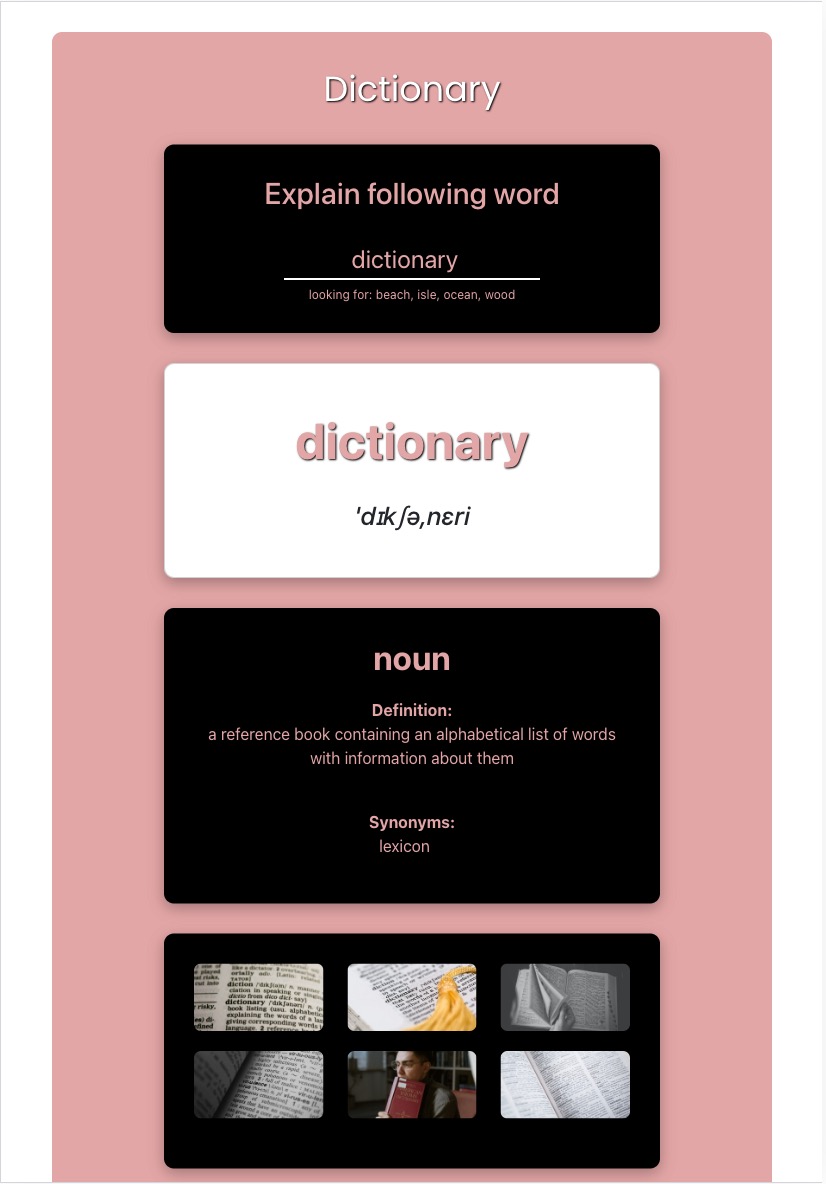 Dictionary
Explain following word
dictionary
looking for: beach, isle, ocean, wood
dictionary
'dɪkʃəˌnɛri
noun
Definition:
a reference book containing an alphabetical list of words
with information about them
Synonyms:
lexicon